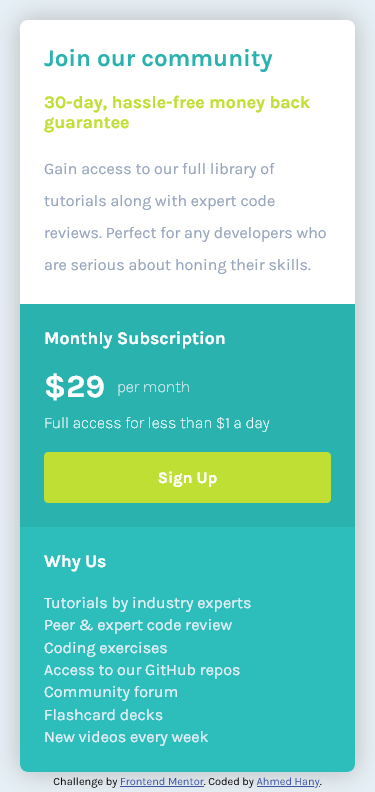 Join our community
30-day, hassle-free money back
guarantee
Gain access to our full library of
tutorials along with expert code
reviews. Perfect for any developers who
are serious about honing their skills.
Monthly Subscription
$29 per month
Full access for less than $1 a day
Sign Up
Why Us
Tutorials by industry experts
Peer & expert code review
Coding exercises
Access to our GitHub repos
Community forum
Flashcard decks
New videos every week
Challenge by Frontend Mentor. Coded by Ahmed Hany.